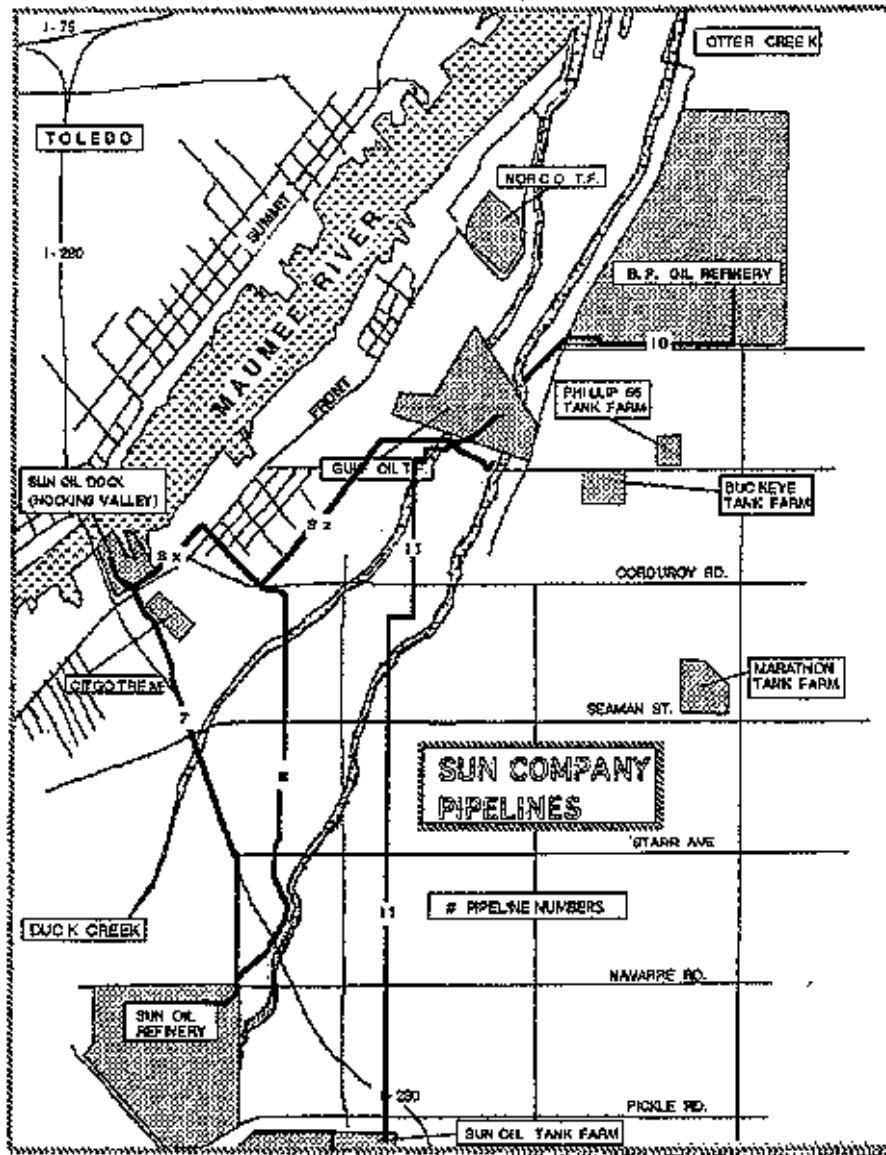 I-75
OTTER CREEK
TOLEDO
NORCO T.F.
SUMMIT
I-280
MAUMEE RIVER
B.P. OIL REFINERY
10
FRONT
PHILLIP 66
TANK FARM
GULF OIL T.F.
SUN OIL DOCK
(HOCKING VALLEY)
BUCKEYE
TANK FARM
11
CORDUROY RD.
MARATHON
TANK FARM
7
SEAMAN ST.
SUN COMPANY
PIPELINES
8
STARR AVE
11
# PIPELINE NUMBERS
DUCK CREEK
NAVARRE RD.
SUN OIL
REFINERY
I-280
PICKLE RD.
SUN OIL TANK FARM